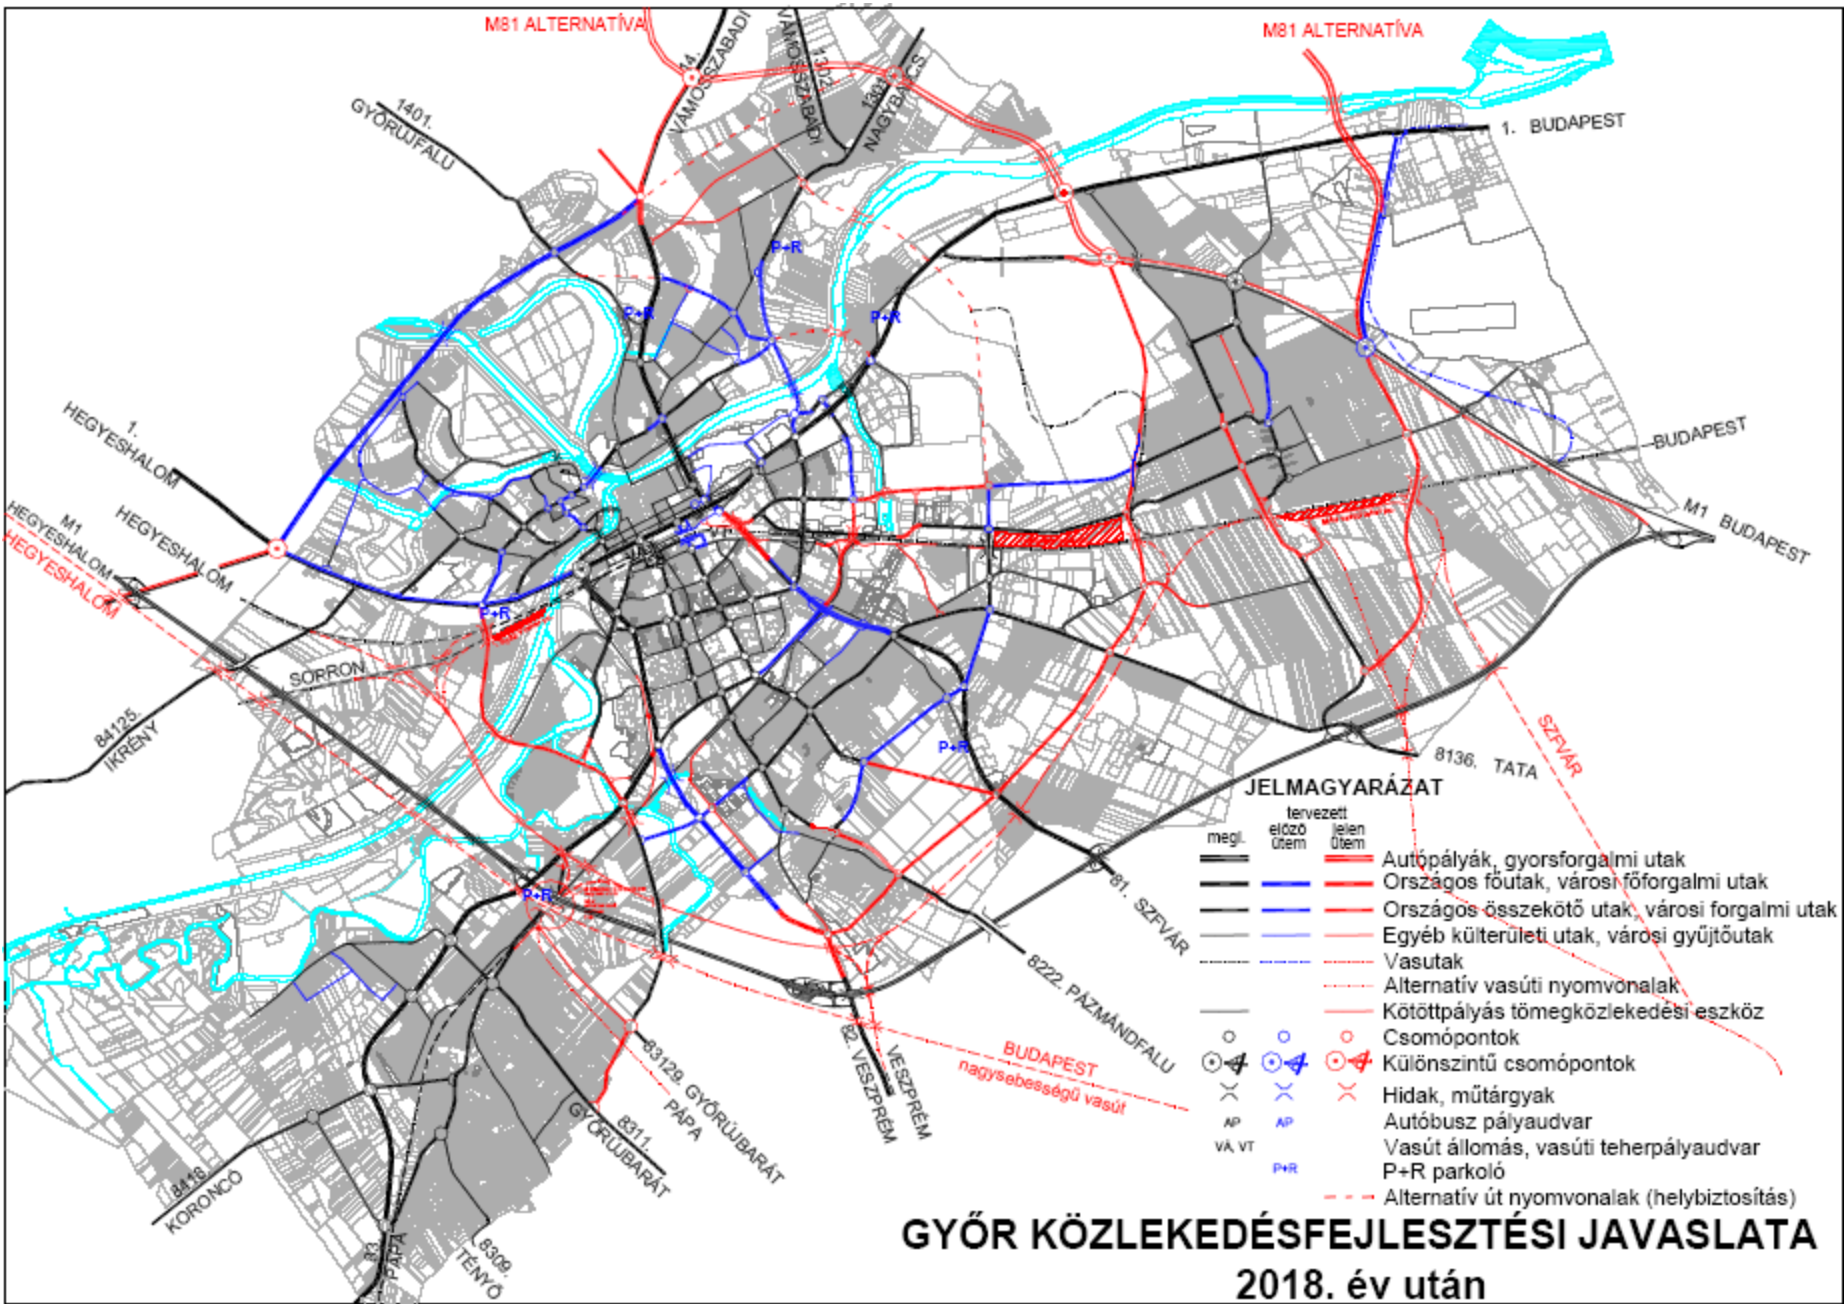 M81 ALTERNATÍVA
M81 ALTERNATÍVA
14.
VÁMOSSZABADI
VÁMOSSZABADI
1302.
VÁMOSSZABADI
NAGYBAJCS
1401.
GYŐRÚJFALU
1. BUDAPEST
P+R
P+R
P+R
1.
HEGYESHALOM
BUDAPEST
M1 BUDAPEST
M1
HEGYESHALOM
HEGYESHALOM
HEGYESHALOM
P+R
SOPRON
84125.
IKRÉNY
P+R
SZFVÁR
8136. TATA
P+R
81. SZFVÁR
8222. PÁZMÁNDFALU
82. VESZPRÉM
VESZPRÉM
BUDAPEST
nagysebességű vasút
83129. GYŐRÚJBARÁT
PÁPA
8311.
GYŐRÚJBARÁT
8418
KORONCÓ
83.
PÁPA
8309.
TÉNYŐ
JELMAGYARÁZAT
tervezett
megl.
előző
ütem
jelen
ütem
Autópályák, gyorsforgalmi utak
Országos főutak, városi főforgalmi utak
Országos összekötő utak, városi forgalmi utak
Egyéb külterületi utak, városi gyűjtőutak
Vasutak
Alternatív vasúti nyomvonalak
Kötöttpályás tömegközlekedési eszköz
Csomópontok
Különszintű csomópontok
Hidak, műtárgyak
AP AP Autóbusz pályaudvar
VÁ, VT Vasút állomás, vasúti teherpályaudvar
P+R P+R parkoló
Alternatív út nyomvonalak (helybiztosítás)
GYŐR KÖZLEKEDÉSFEJLESZTÉSI JAVASLATA
2018. év után